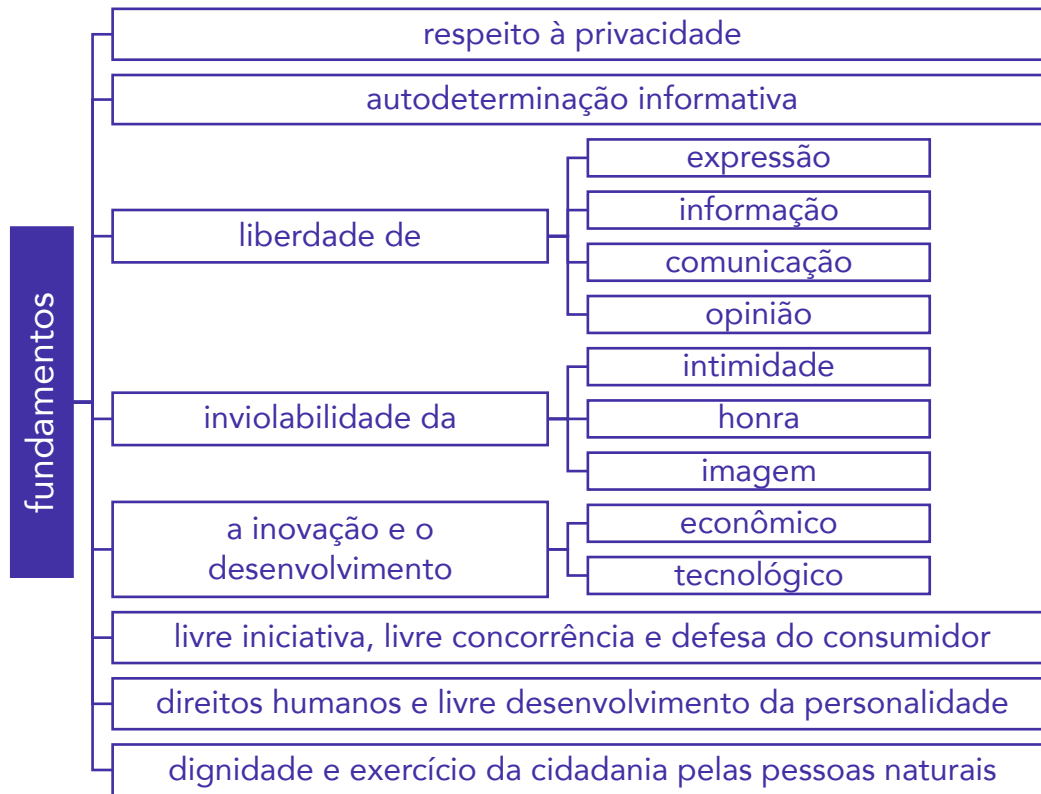 fundamentos
respeito à privacidade
autodeterminação informativa
liberdade de
expressão
informação
comunicação
opinião
inviolabilidade da
intimidade
honra
imagem
a inovação e o
desenvolvimento
econômico
tecnológico
livre iniciativa, livre concorrência e defesa do consumidor
direitos humanos e livre desenvolvimento da personalidade
dignidade e exercício da cidadania pelas pessoas naturais